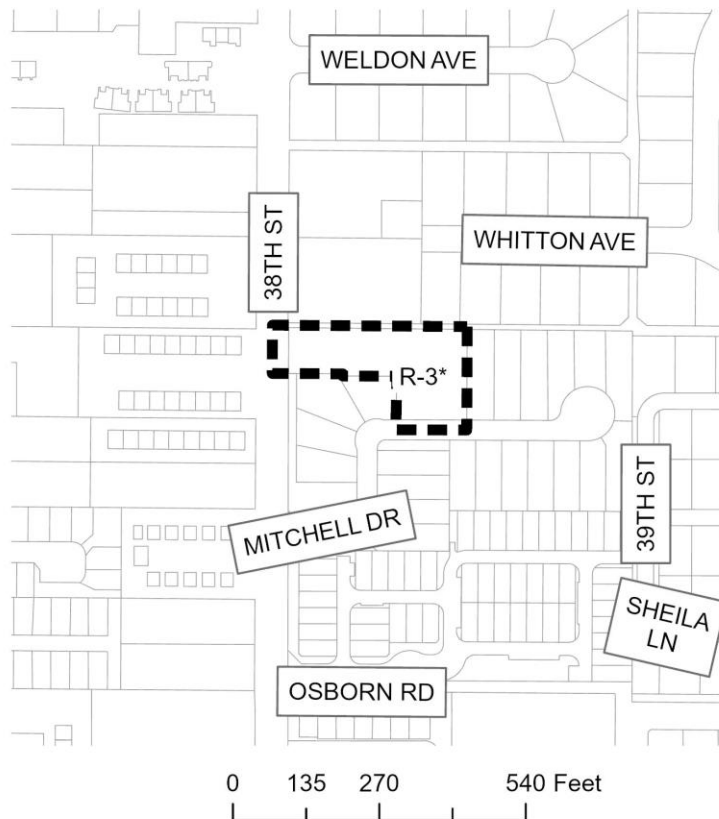 WELDON AVE
38TH ST
WHITTON AVE
R-3*
MITCHELL DR
39TH ST
SHEILA
LN
OSBORN RD
0 135 270 540 Feet